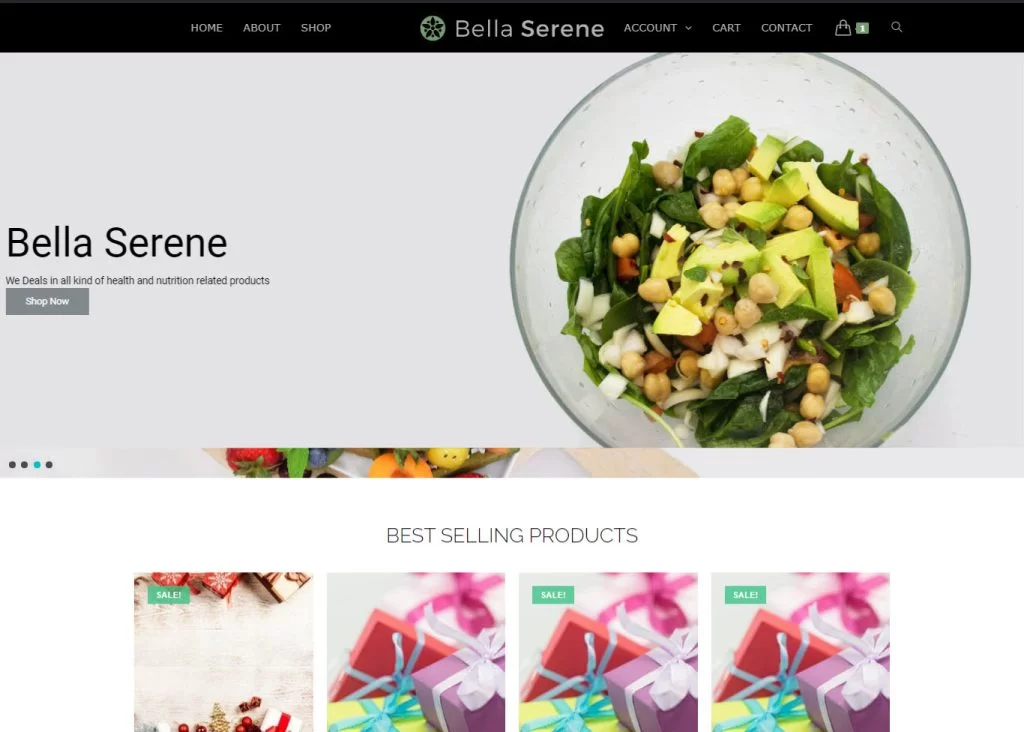 HOME ABOUT SHOP Bella Serene ACCOUNT CART CONTACT 1
Bella Serene
We Deals in all kind of health and nutrition related products
Shop Now
BEST SELLING PRODUCTS
SALE! SALE! SALE!